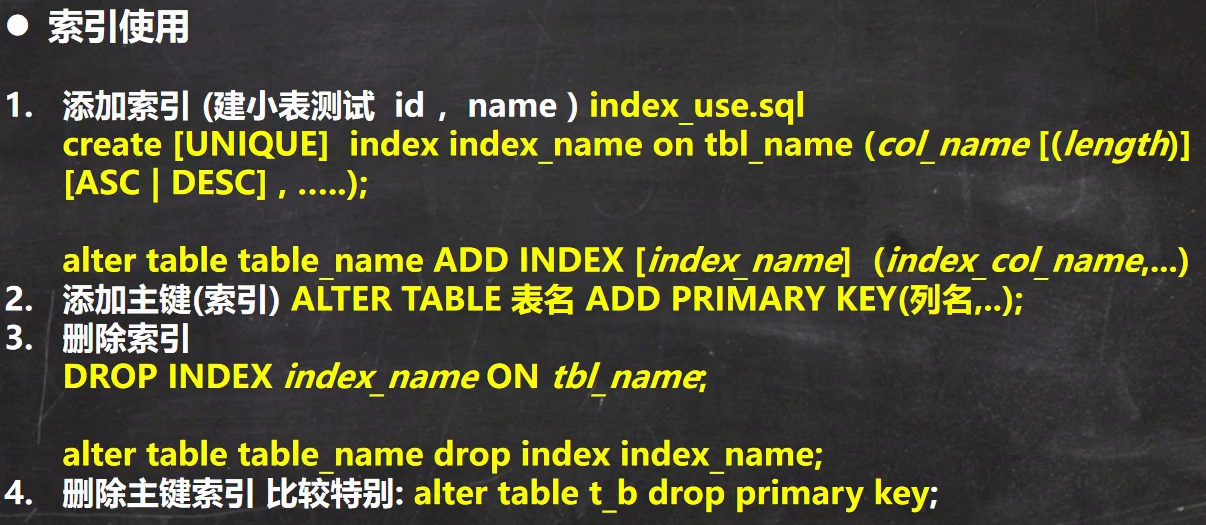 ● 索引使用
1. 添加索引 (建小表测试 id , name ) index_use.sql
create [UNIQUE] index index_name on tbl_name (col_name [(length)]
[ASC | DESC] , .....);
alter table table_name ADD INDEX [index_name] (index_col_name,...)
2. 添加主键(索引) ALTER TABLE 表名 ADD PRIMARY KEY(列名,..);
3. 删除索引
DROP INDEX index_name ON tbl_name;
alter table table_name drop index index_name;
4. 删除主键索引 比较特别: alter table t_b drop primary key;